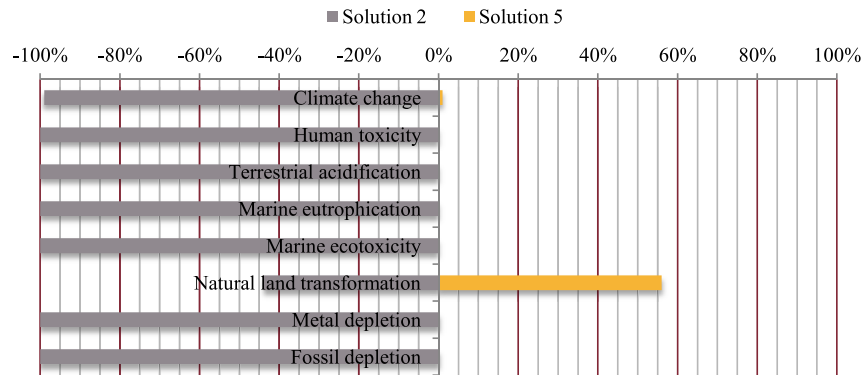 Solution 2 Solution 5
-100% -80% -60% -40% -20% 0% 20% 40% 60% 80% 100%
Climate change
Human toxicity
Terrestrial acidification
Marine eutrophication
Marine ecotoxicity
Natural land transformation
Metal depletion
Fossil depletion